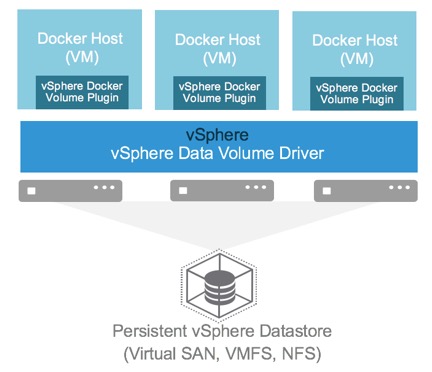 Docker Host
(VM)
vSphere Docker
Volume Plugin
Docker Host
(VM)
vSphere Docker
Volume Plugin
Docker Host
(VM)
vSphere Docker
Volume Plugin
vSphere
vSphere Data Volume Driver
Persistent vSphere Datastore
(Virtual SAN, VMFS, NFS)